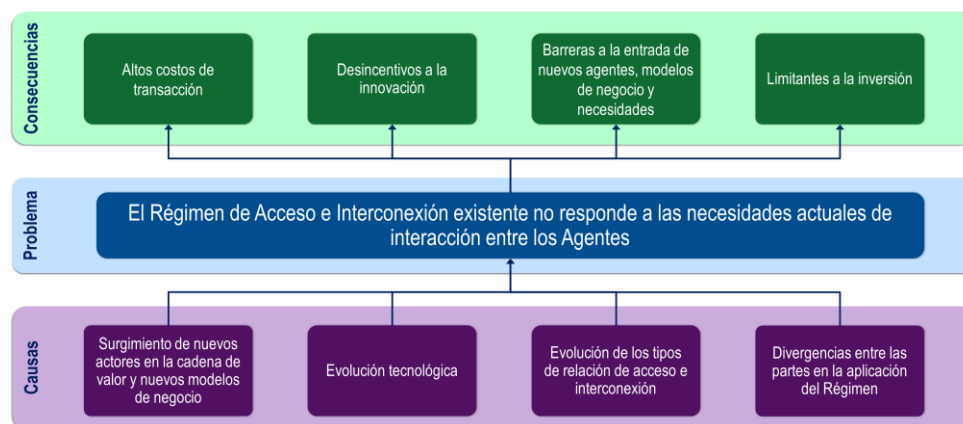 Consecuencias
Altos costos de
transacción
Desincentivos a la
innovación
Barreras a la entrada de
nuevos agentes, modelos
de negocio y
necesidades
Limitantes a la inversión
Problema
El Régimen de Acceso e Interconexión existente no responde a las necesidades actuales de
interacción entre los Agentes
Causas
Surgimiento de nuevos
actores en la cadena de
valor y nuevos modelos
de negocio
Evolución tecnológica
Evolución de los tipos
de relación de acceso e
interconexión
Divergencias entre las
partes en la aplicación
del Régimen